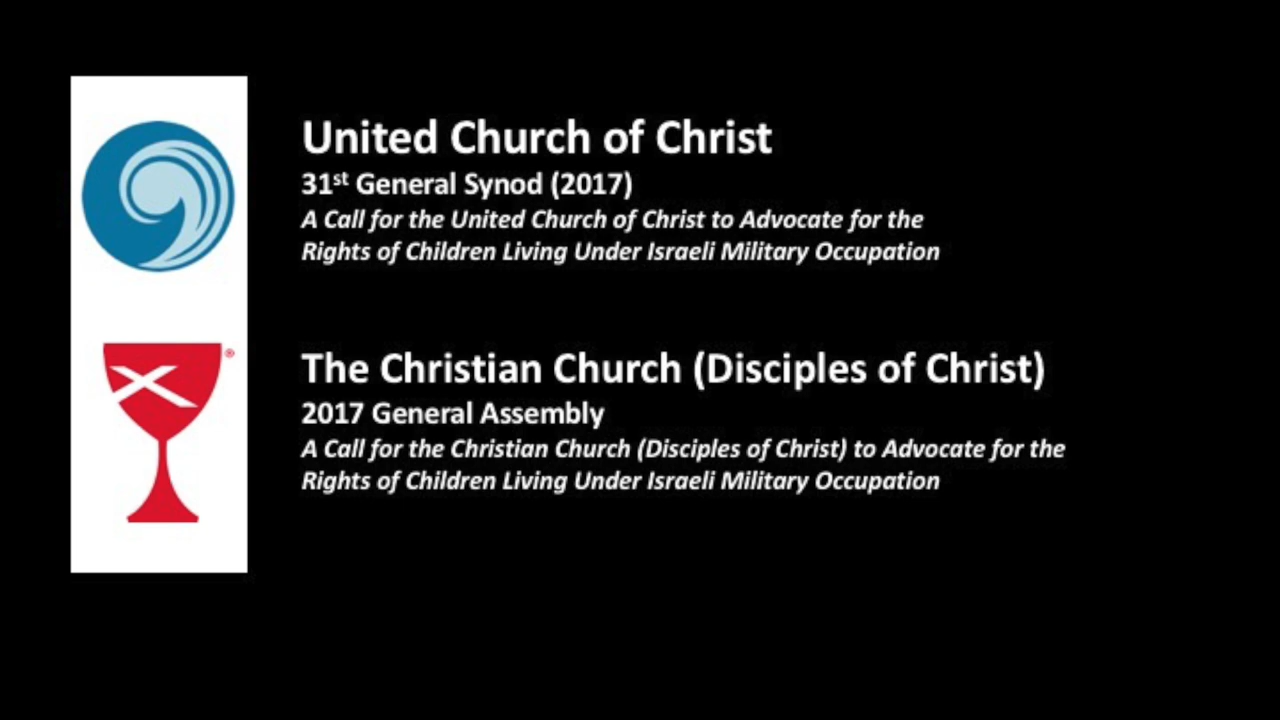 United Church of Christ
31st General Synod (2017)
A Call for the United Church of Christ to Advocate for the
Rights of Children Living Under Israeli Military Occupation
®
The Christian Church (Disciples of Christ)
2017 General Assembly
A Call for the Christian Church (Disciples of Christ) to Advocate for the
Rights of Children Living Under Israeli Military Occupation